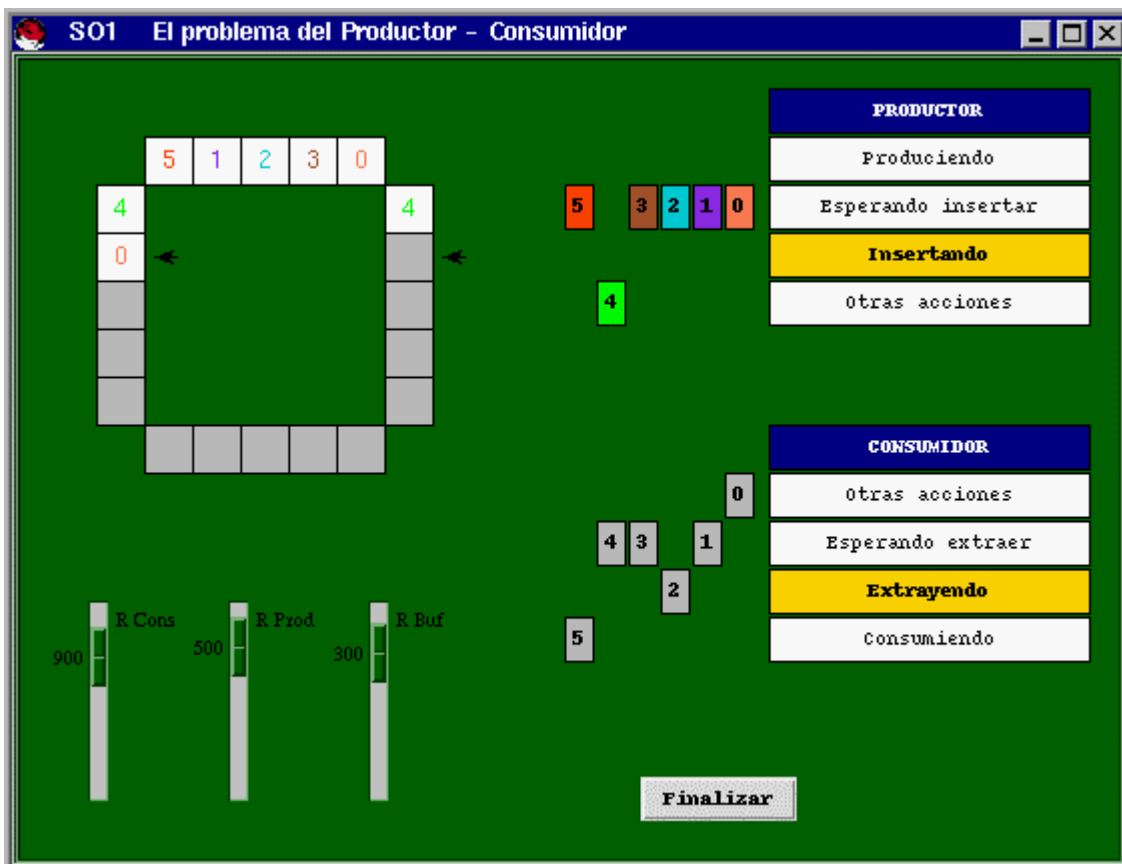 SO1 El problema del Productor - Consumidor
5 1 2 3 0
4 4
0
PRODUCTOR
Produciendo
5 3 2 1 0 Esperando insertar
Insertando
4 Otras acciones
CONSUMIDOR
0 Otras acciones
4 3 1 Esperando extraer
2 Extrayendo
5 Consumiendo
R Cons R Prod R Buf
900 500 300
Finalizar